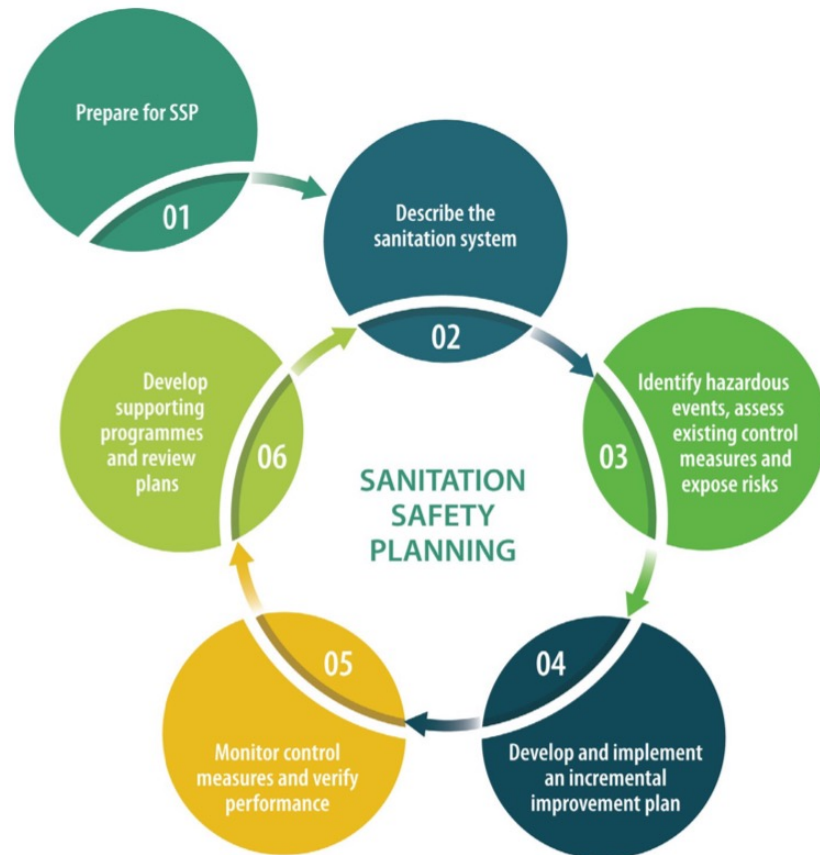 Prepare for SSP
01
Describe the
sanitation system
02
Identify hazardous
events, assess
existing control
measures and
expose risks
03
Develop and implement
an incremental
improvement plan
04
Monitor control
measures and verify
performance
05
Develop
supporting
programmes
and review
plans
06
SANITATION
SAFETY
PLANNING